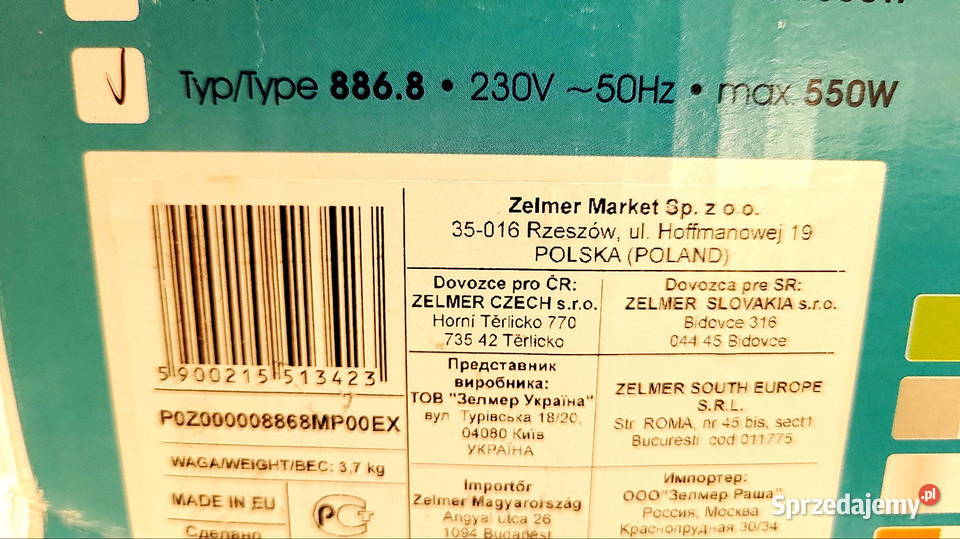 Typ/Type 886.8 • 230V ~50Hz • max. 550W
Zelmer Market Sp. z o.o.
35-016 Rzeszów, ul. Hoffmanowej 19
POLSKA (POLAND)
Dovozce pro ČR:
ZELMER CZECH s.r.o.
Horní Těrlicko 770
735 42 Těrlicko
Dovozca pre SR:
ZELMER SLOVAKIA s.r.o.
Bidovce 316
044 45 Bidovce
5900215513423
P0Z000008868MP00EX
WAGA/WEIGHT/BEC: 3,7 kg
MADE IN EU
Сделано
РСТ
Представник
виробника:
ТОВ "Зелмер Україна"
вул Турівська 18/20,
04080 Київ
УКРАЇНА
ZELMER SOUTH EUROPE
S.R.L.
Str ROMA, nr 45 bis, sect1,
Bucuresti cod 011775
Importőr
Zelmer Magyarország
Angyal utca 26
1094 Budapest
Импортер:
ООО"Зелмер Раша"
Россия, Москва
Краснопрудная 30/34
Sprzedajemy.pl